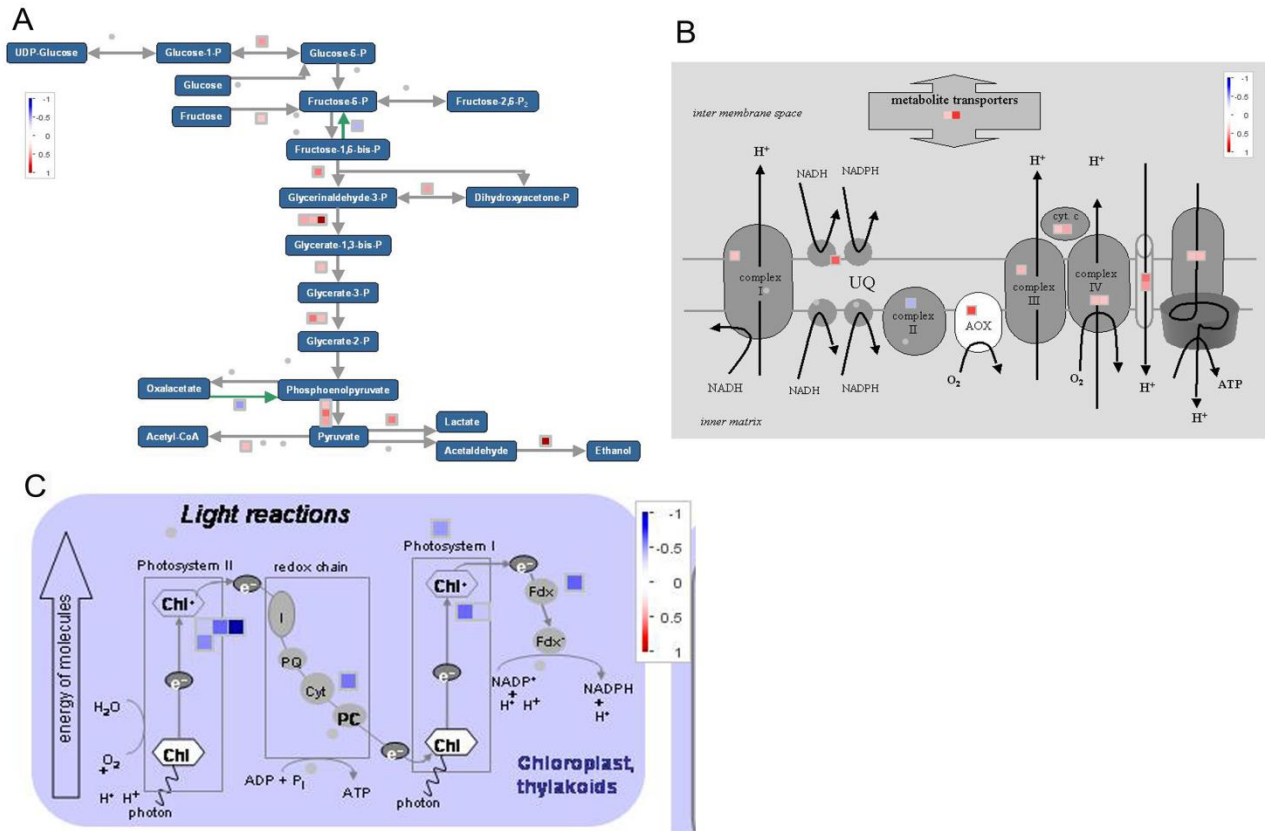 A
UDP-Glucose
Glucose-1-P
Glucose-6-P
Glucose
Fructose
Fructose-6-P
Fructose-2,6-P₂
Fructose-1,6-bis-P
Glycerinaldehyde-3-P
Dihydroxyacetone-P
Glycerate-1,3-bis-P
Glycerate-3-P
Glycerate-2-P
Oxalacetate
Phosphoenolpyruvate
Acetyl-CoA
Pyruvate
Lactate
Acetaldehyde
Ethanol
-1
-0.5
0
0.5
1
B
metabolite transporters
inter membrane space
-1
-0.5
0
0.5
1
H⁺
NADH
NADPH
H⁺
H⁺
cyt. c
UQ
complex
I
complex
II
AOX
complex
III
complex
IV
NADH
NADH
NADPH
O₂
O₂
H⁺
ATP
H⁺
inner matrix
C
Light reactions
-1
-0.5
0
0.5
1
energy of molecules
Photosystem II
redox chain
Photosystem I
Chl⁺
e⁻
I
PQ
Cyt
PC
e⁻
Chl⁺
e⁻
Fdx
Fdx⁻
e⁻
H₂O
O₂
+
H⁺ H⁺
Chl
photon
ADP + Pᵢ
ATP
e⁻
Chl
photon
NADP⁺
+
H⁺ H⁺
NADPH
+
H⁺
Chloroplast,
thylakoids